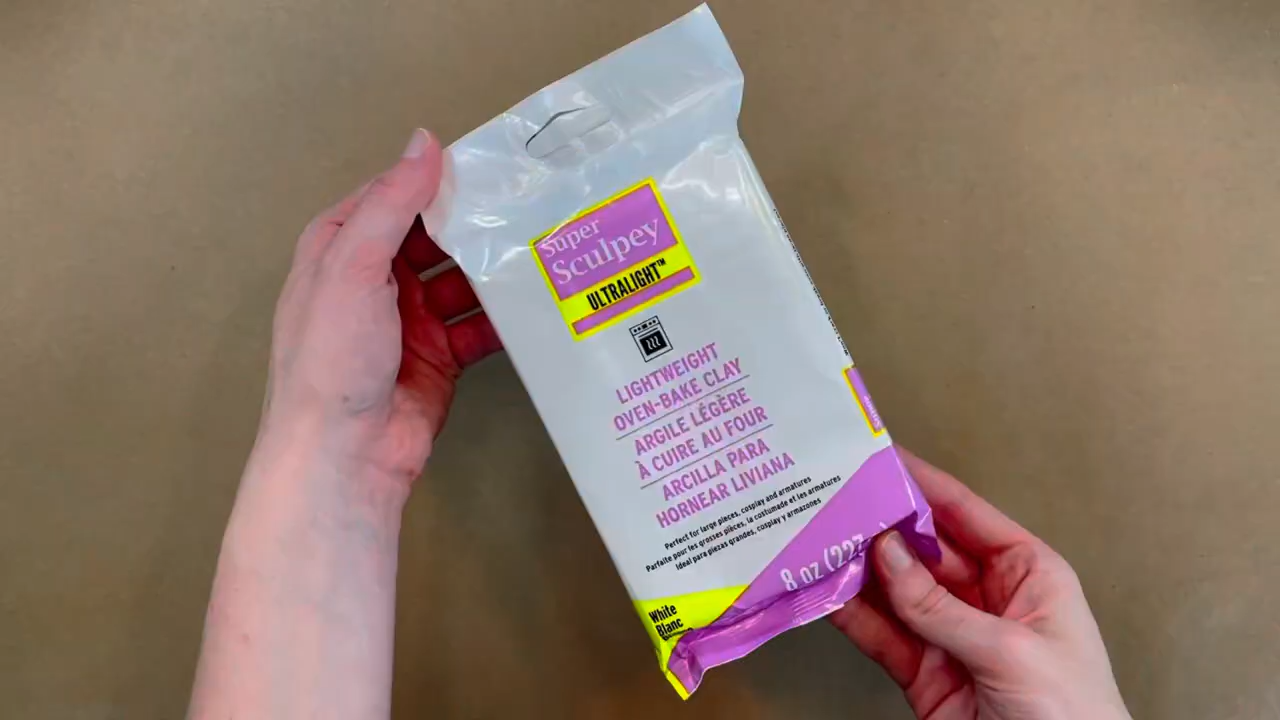 Super
Sculpey
ULTRALIGHT™
LIGHTWEIGHT
OVEN-BAKE CLAY
ARGILE LÉGÈRE
À CUIRE AU FOUR
ARCILLA PARA
HORNEAR LIVIANA
Perfect for large pieces, cosplay and armatures
Parfaite pour les grosses pièces, la costumade et les armatures
Ideal para piezas grandes, cosplay y armazones
8 oz (227
White
Blanc